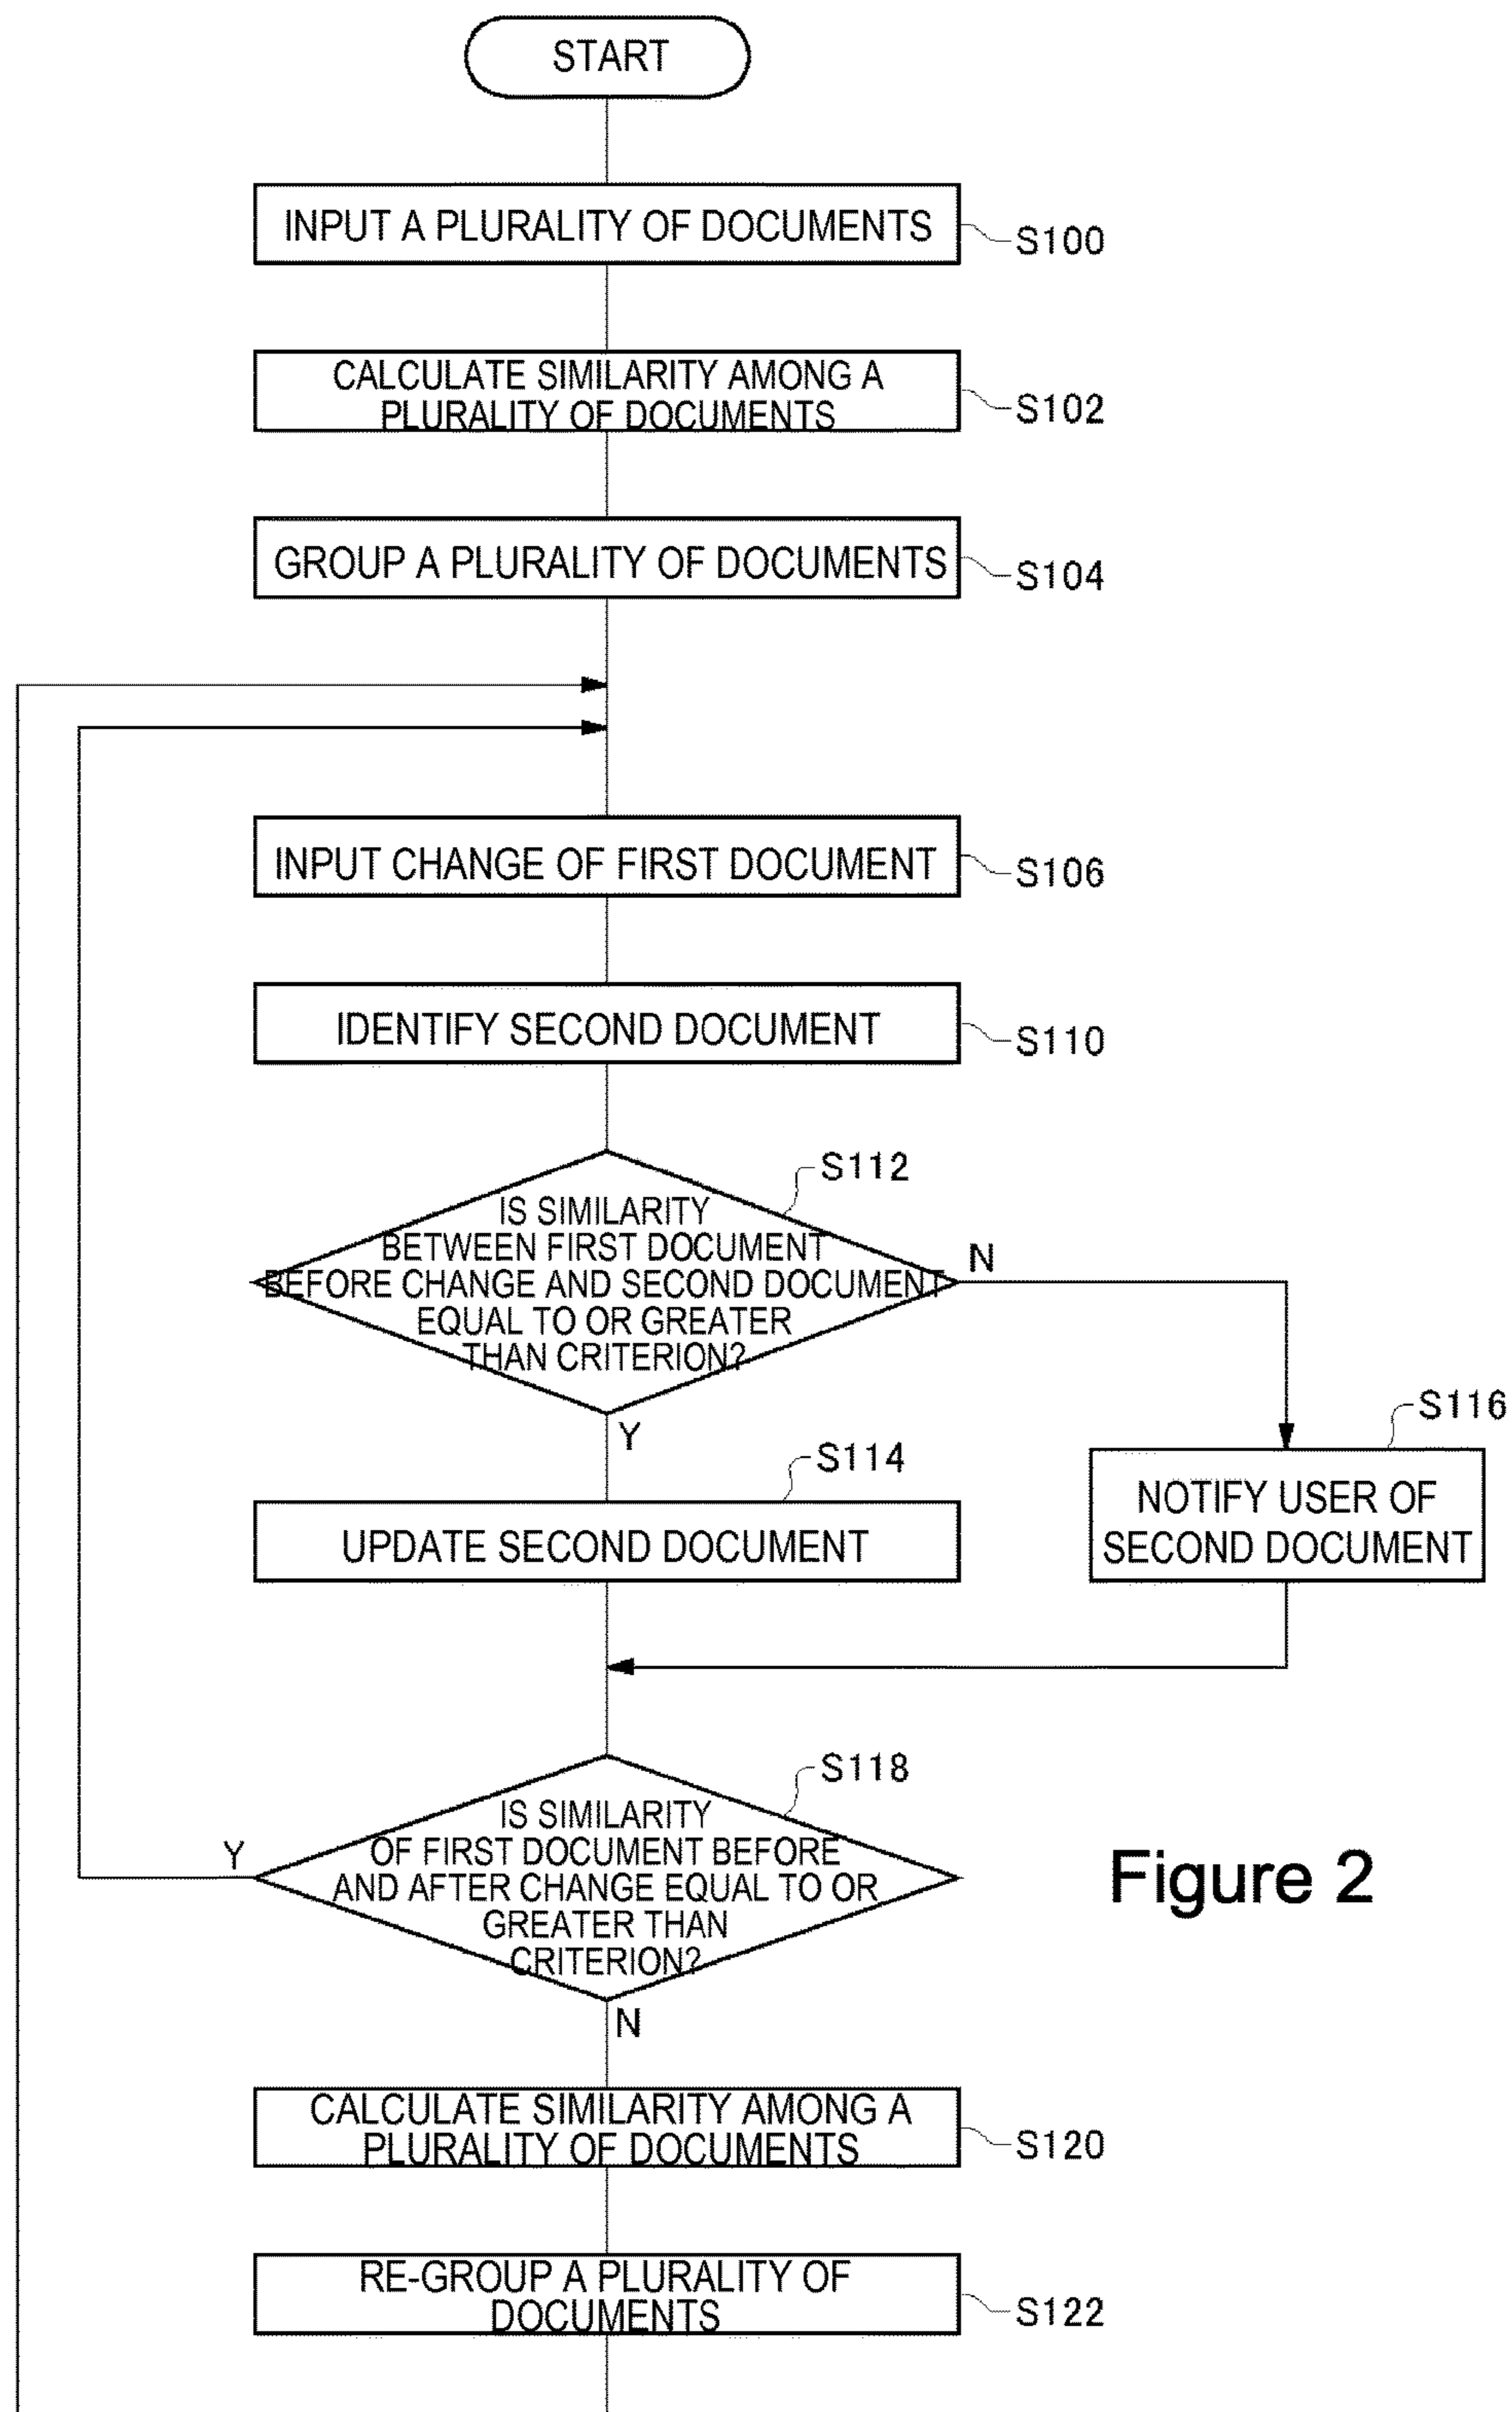 START
INPUT A PLURALITY OF DOCUMENTS
S100
CALCULATE SIMILARITY AMONG A
PLURALITY OF DOCUMENTS
S102
GROUP A PLURALITY OF DOCUMENTS
S104
INPUT CHANGE OF FIRST DOCUMENT
S106
IDENTIFY SECOND DOCUMENT
S110
S112
IS SIMILARITY
BETWEEN FIRST DOCUMENT
BEFORE CHANGE AND SECOND DOCUMENT
EQUAL TO OR GREATER
THAN CRITERION?
N
Y
S116
NOTIFY USER OF
SECOND DOCUMENT
S114
UPDATE SECOND DOCUMENT
S118
IS SIMILARITY
OF FIRST DOCUMENT BEFORE
AND AFTER CHANGE EQUAL TO OR
GREATER THAN
CRITERION?
Y
N
Figure 2
CALCULATE SIMILARITY AMONG A
PLURALITY OF DOCUMENTS
S120
RE-GROUP A PLURALITY OF
DOCUMENTS
S122